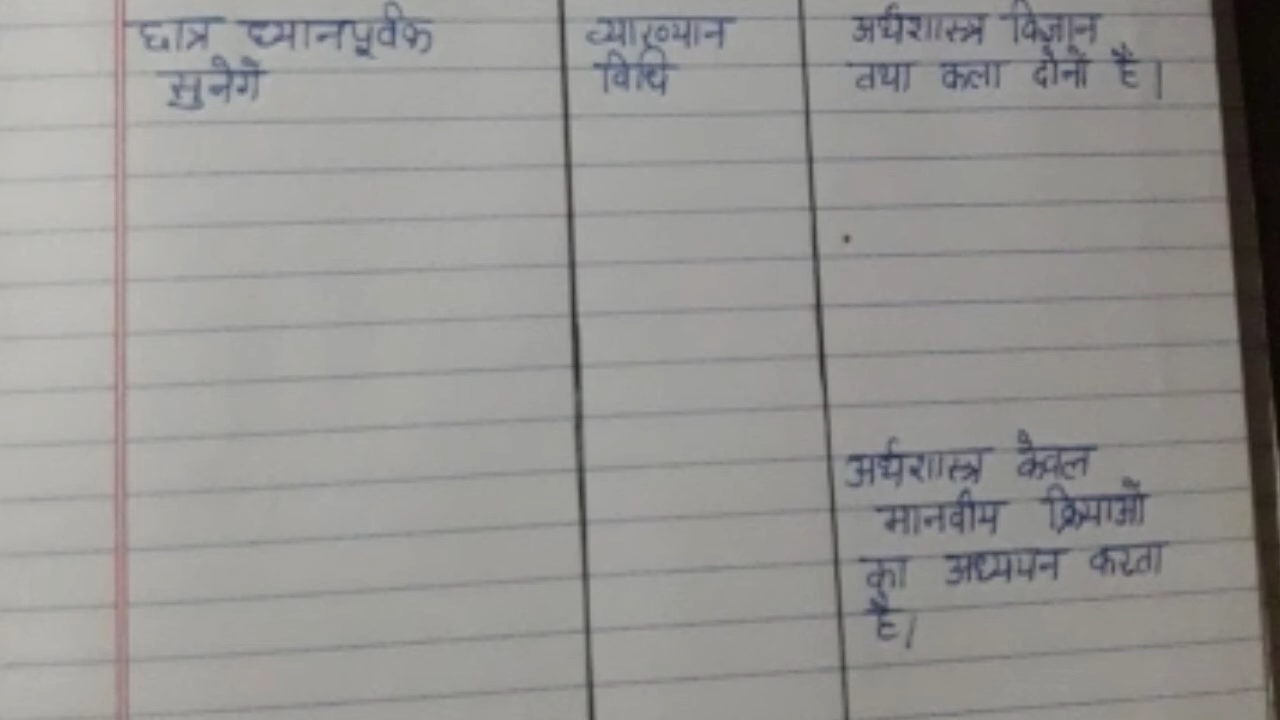 छात्र ध्यानपूर्वक
सुनेगे
व्याख्यान
विधि
अर्थशास्त्र विज्ञान
तथा कला दोनों है।
अर्थशास्त्र केवल
मानवीय क्रियाओं
का अध्ययन करता
है।